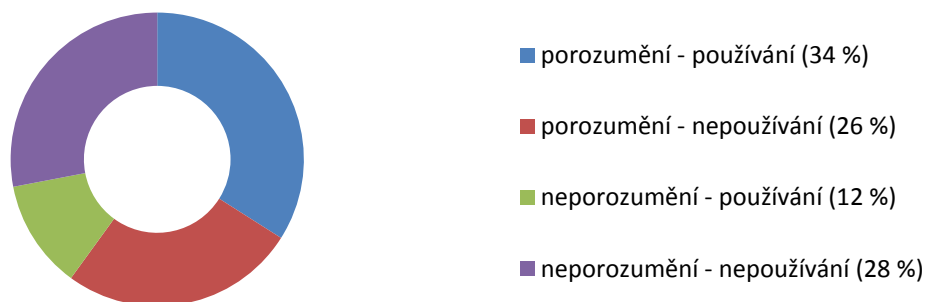 porozumění - používání (34 %)
porozumění - nepoužívání (26 %)
neporozumění - používání (12 %)
neporozumění - nepoužívání (28 %)